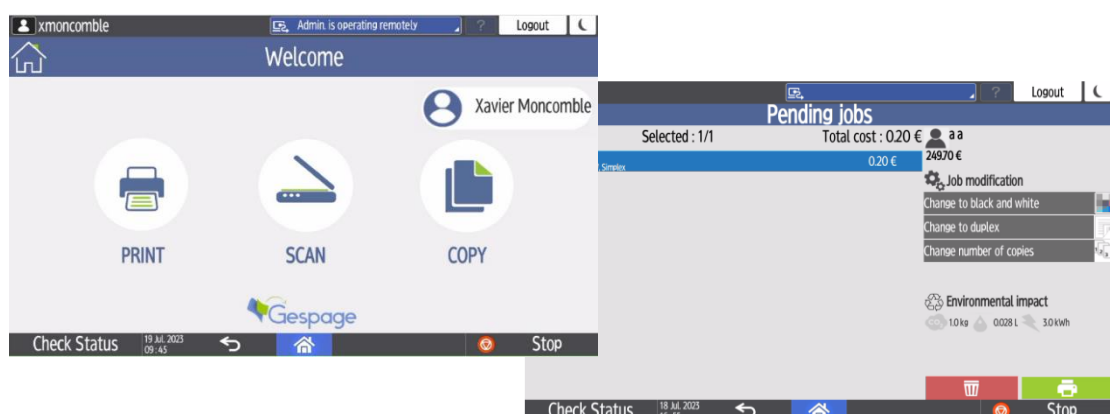 xmoncomble
Admin. is operating remotely
?
Logout
Welcome
Xavier Moncomble
PRINT
SCAN
COPY
Gespage
Check Status
19 Jul. 2023
09:45
Stop
?
Logout
Pending jobs
Selected : 1/1
Total cost : 0.20 €
a a
Simplex
0.20 €
249.70 €
Job modification
Change to black and white
Change to duplex
Change number of copies
Environmental impact
CO₂
1.0 kg
0.028 L
3.0 kWh
Check Status
18 Jul. 2023
Stop